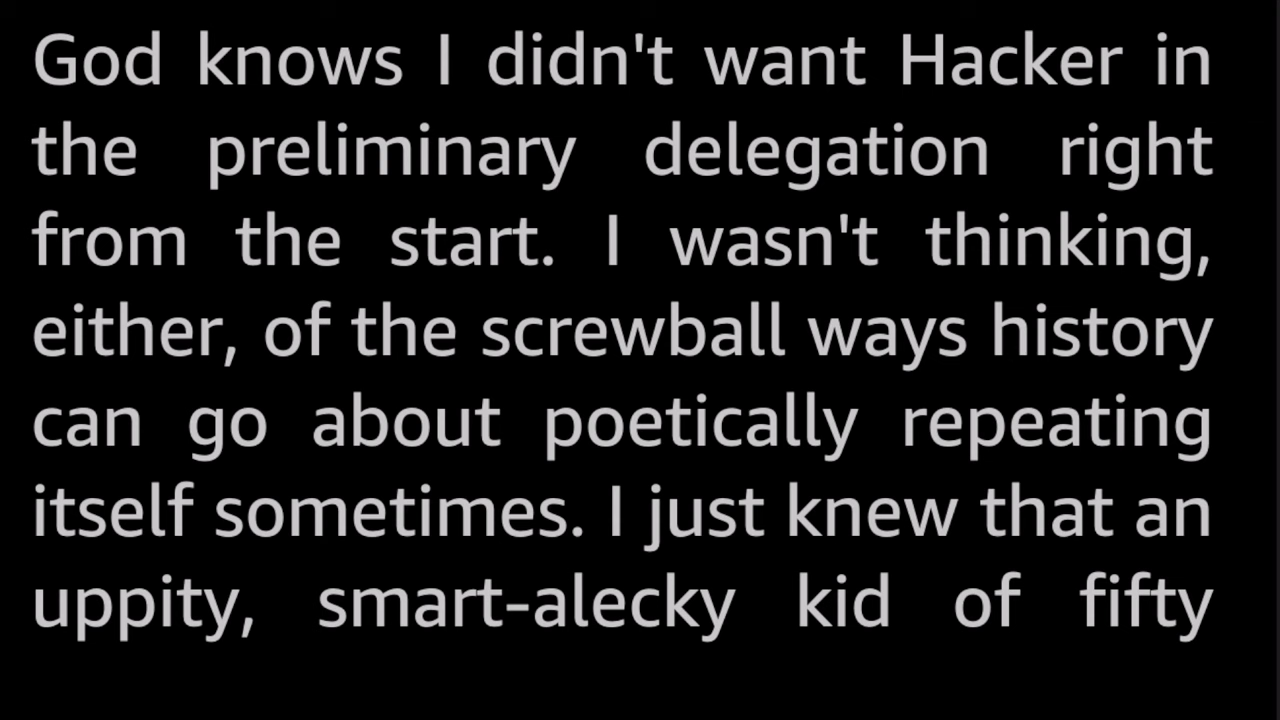 God knows I didn't want Hacker in
the preliminary delegation right
from the start. I wasn't thinking,
either, of the screwball ways history
can go about poetically repeating
itself sometimes. I just knew that an
uppity, smart-alecky kid of fifty